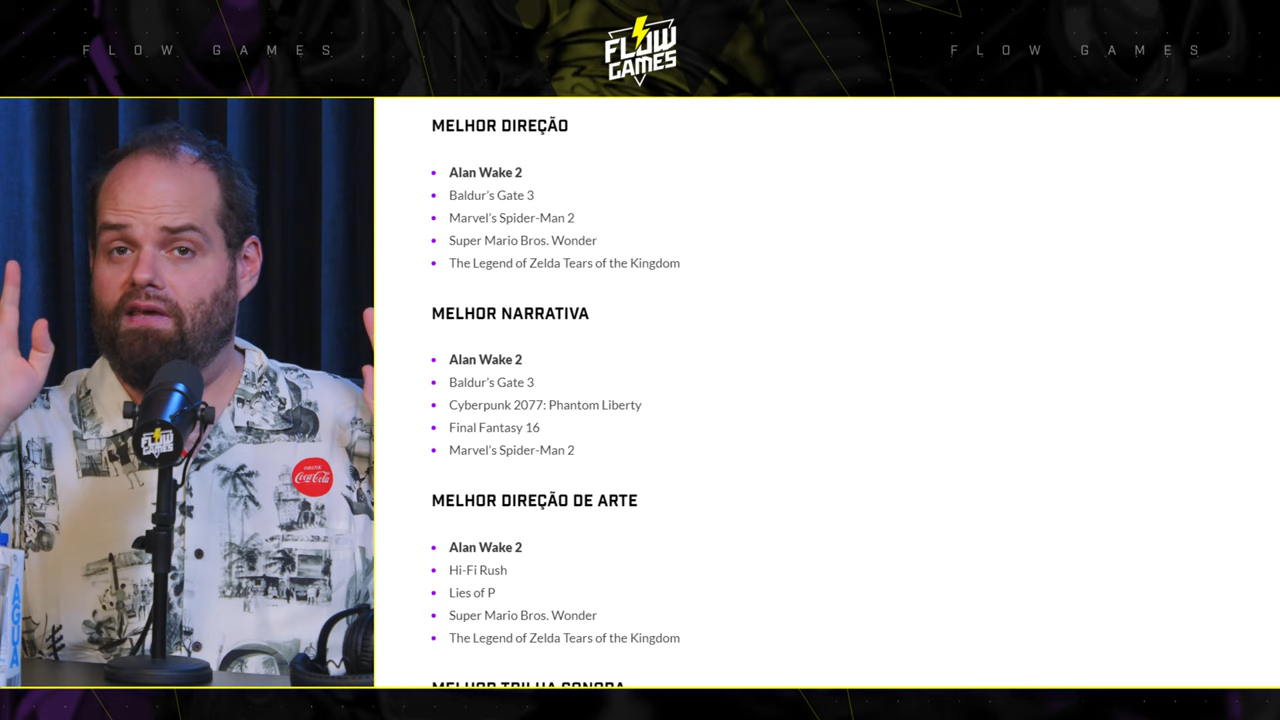 FLOW GAMES
FLOW
GAMES
FLOW GAMES
MELHOR DIREÇÃO
Alan Wake 2
Baldur’s Gate 3
Marvel’s Spider-Man 2
Super Mario Bros. Wonder
The Legend of Zelda Tears of the Kingdom
MELHOR NARRATIVA
Alan Wake 2
Baldur’s Gate 3
Cyberpunk 2077: Phantom Liberty
Final Fantasy 16
Marvel’s Spider-Man 2
MELHOR DIREÇÃO DE ARTE
Alan Wake 2
Hi-Fi Rush
Lies of P
Super Mario Bros. Wonder
The Legend of Zelda Tears of the Kingdom
MELHOR TRILHA SONORA
FLOW
GAMES
Coca-Cola
ÁGUA